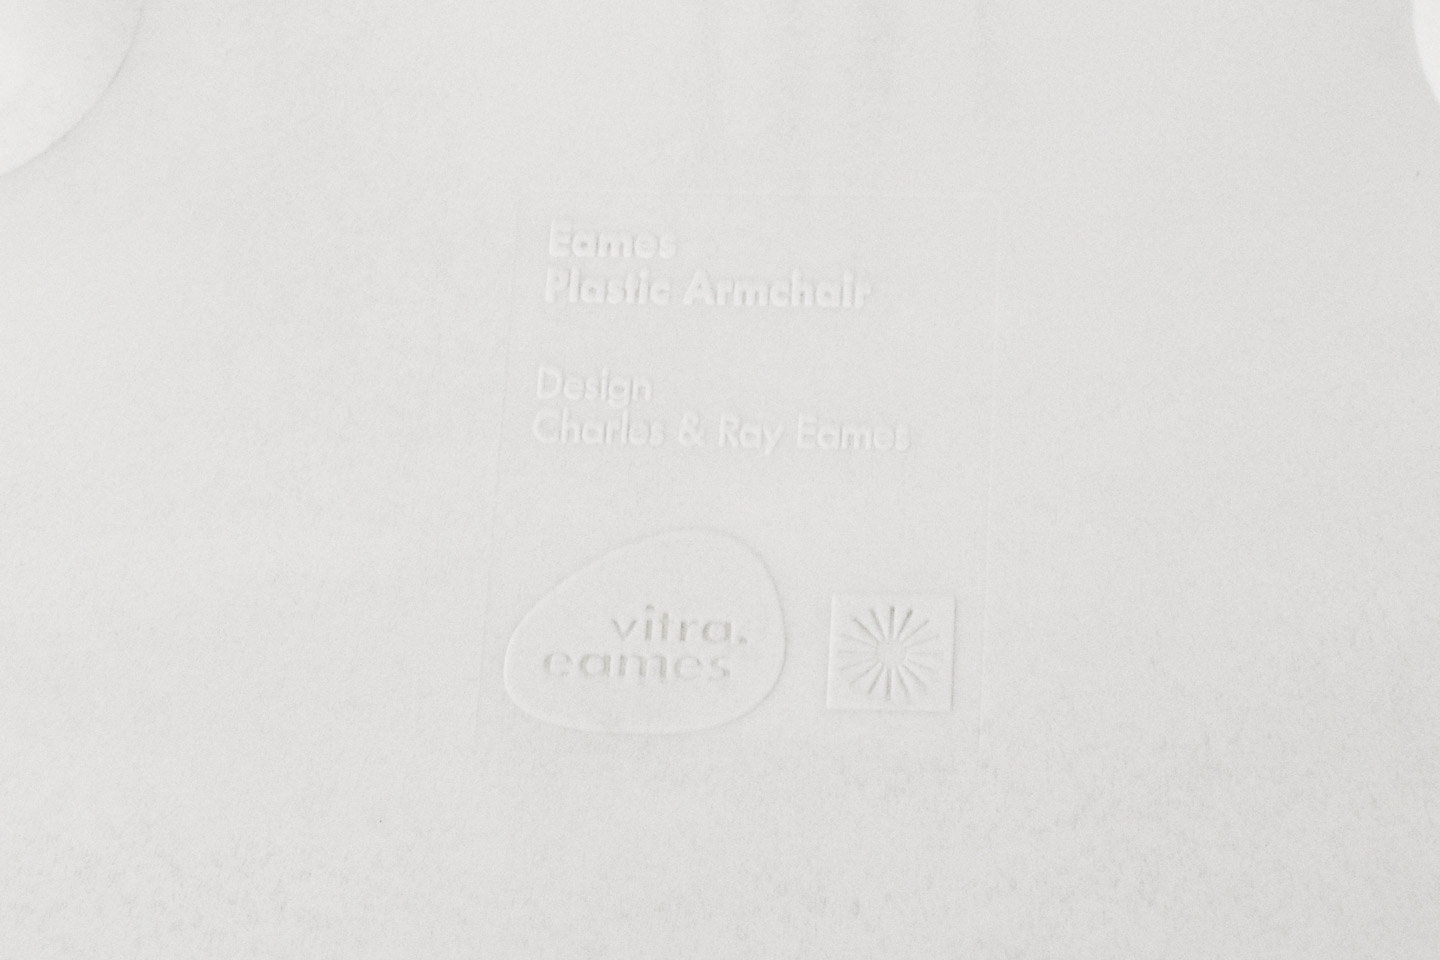 Eames
Plastic Armchair
Design
Charles & Ray Eames
vitra.
eames